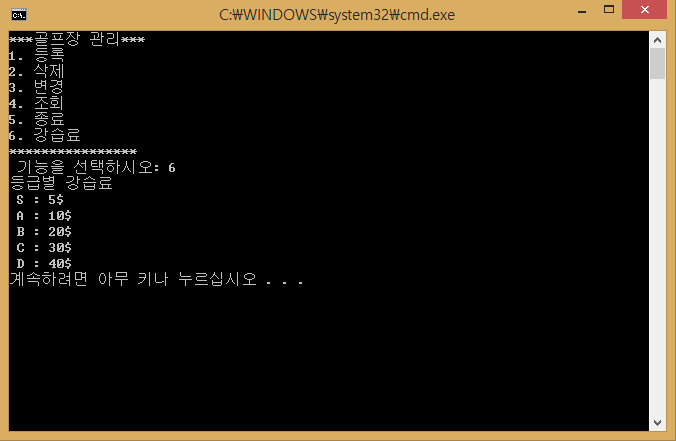 C:\WINDOWS\system32\cmd.exe
***골프장 관리***
1. 등록
2. 삭제
3. 변경
4. 조회
5. 종료
6. 강습료
****************
기능을 선택하시오: 6
등급별 강습료
S : 5$
A : 10$
B : 20$
C : 30$
D : 40$
계속하려면 아무 키나 누르십시오 . . .